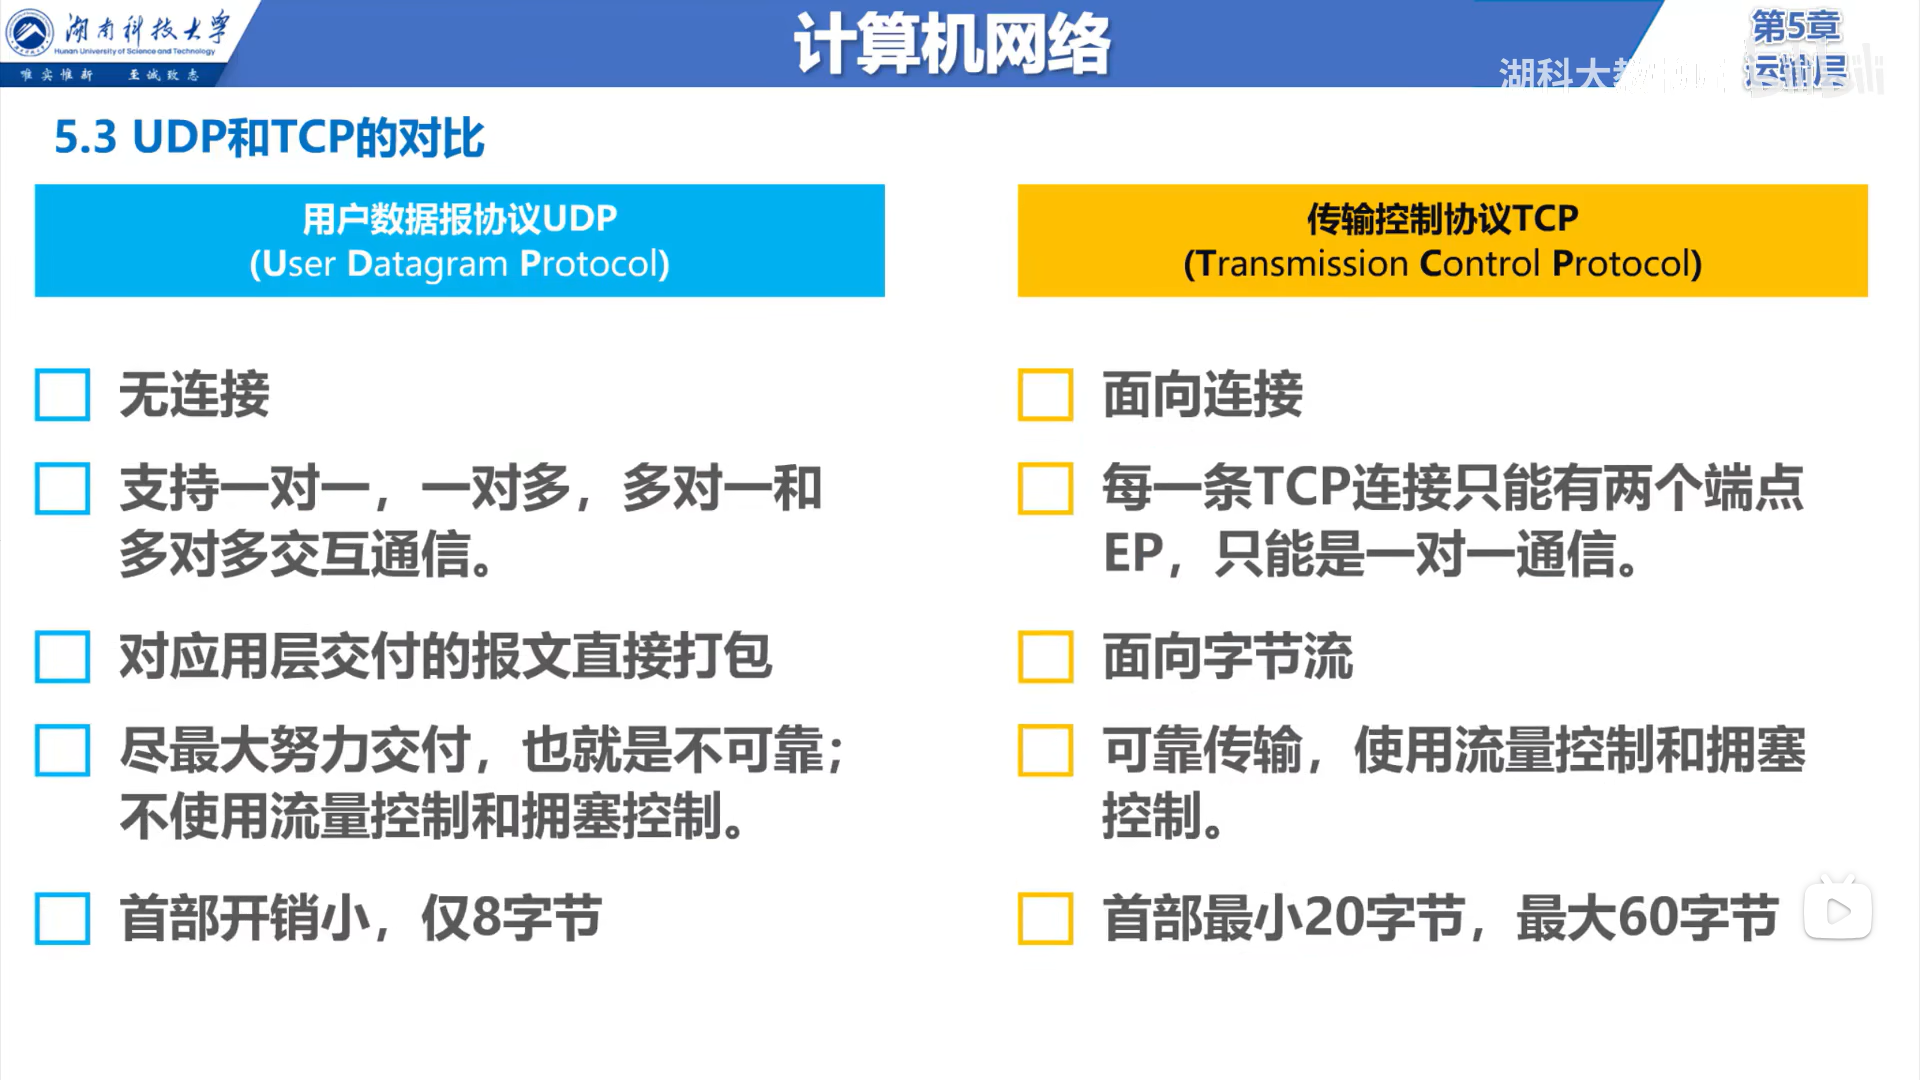 湖南科技大学
Hunan University of Science and Technology
唯实惟新 至诚致志
计算机网络
第5章
运输层
湖科大教
5.3 UDP和TCP的对比
用户数据报协议UDP
(User Datagram Protocol)
无连接
支持一对一，一对多，多对一和
多对多交互通信。
对应用层交付的报文直接打包
尽最大努力交付，也就是不可靠；
不使用流量控制和拥塞控制。
首部开销小，仅8字节
传输控制协议TCP
(Transmission Control Protocol)
面向连接
每一条TCP连接只能有两个端点
EP，只能是一对一通信。
面向字节流
可靠传输，使用流量控制和拥塞
控制。
首部最小20字节，最大60字节